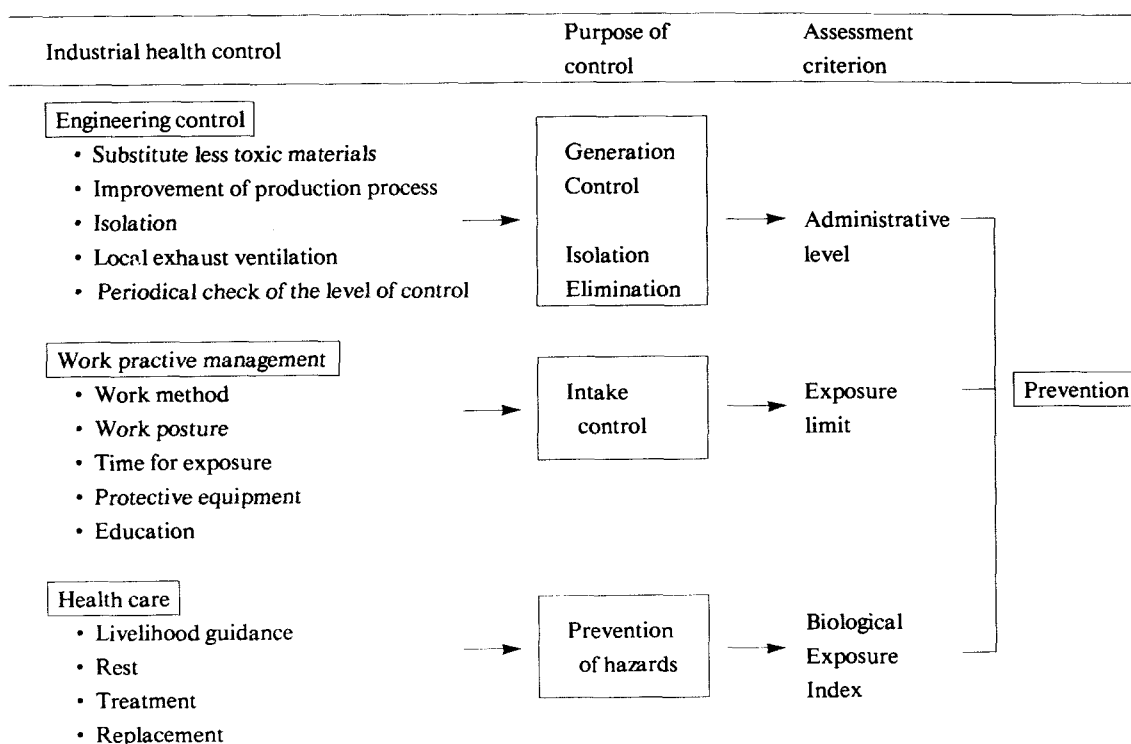 Industrial health control
Purpose of
control
Assessment
criterion
Engineering control
• Substitute less toxic materials
• Improvement of production process
• Isolation
• Local exhaust ventilation
• Periodical check of the level of control
Generation
Control
Isolation
Elimination
Administrative
level
Work practive management
• Work method
• Work posture
• Time for exposure
• Protective equipment
• Education
Intake
control
Exposure
limit
Prevention
Health care
• Livelihood guidance
• Rest
• Treatment
• Replacement
Prevention
of hazards
Biological
Exposure
Index